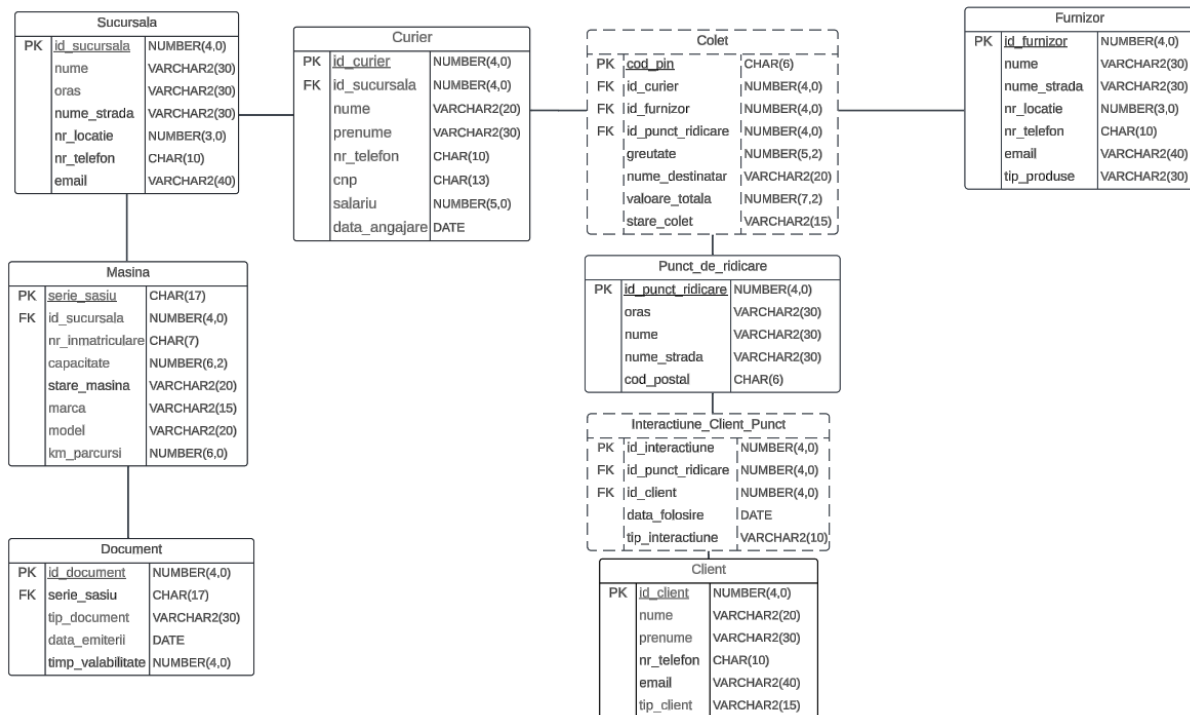 Sucursala
PK id_sucursala NUMBER(4,0)
nume VARCHAR2(30)
oras VARCHAR2(30)
nume_strada VARCHAR2(30)
nr_locatie NUMBER(3,0)
nr_telefon CHAR(10)
email VARCHAR2(40)
Curier
PK id_curier NUMBER(4,0)
FK id_sucursala NUMBER(4,0)
nume VARCHAR2(20)
prenume VARCHAR2(30)
nr_telefon CHAR(10)
cnp CHAR(13)
salariu NUMBER(5,0)
data_angajare DATE
Colet
PK cod_pin CHAR(6)
FK id_curier NUMBER(4,0)
FK id_furnizor NUMBER(4,0)
FK id_punct_ridicare NUMBER(4,0)
greutate NUMBER(5,2)
nume_destinatar VARCHAR2(20)
valoare_totala NUMBER(7,2)
stare_colet VARCHAR2(15)
Furnizor
PK id_furnizor NUMBER(4,0)
nume VARCHAR2(30)
nume_strada VARCHAR2(30)
nr_locatie NUMBER(3,0)
nr_telefon CHAR(10)
email VARCHAR2(40)
tip_produse VARCHAR2(30)
Masina
PK serie_sasiu CHAR(17)
FK id_sucursala NUMBER(4,0)
nr_inmatriculare CHAR(7)
capacitate NUMBER(6,2)
stare_masina VARCHAR2(20)
marca VARCHAR2(15)
model VARCHAR2(20)
km_parcursi NUMBER(6,0)
Punct_de_ridicare
PK id_punct_ridicare NUMBER(4,0)
oras VARCHAR2(30)
nume VARCHAR2(30)
nume_strada VARCHAR2(30)
cod_postal CHAR(6)
Interactiune_Client_Punct
PK id_interactiune NUMBER(4,0)
FK id_punct_ridicare NUMBER(4,0)
FK id_client NUMBER(4,0)
data_folosire DATE
tip_interactiune VARCHAR2(10)
Document
PK id_document NUMBER(4,0)
FK serie_sasiu CHAR(17)
tip_document VARCHAR2(30)
data_emiterii DATE
timp_valabilitate NUMBER(4,0)
Client
PK id_client NUMBER(4,0)
nume VARCHAR2(20)
prenume VARCHAR2(30)
nr_telefon CHAR(10)
email VARCHAR2(40)
tip_client VARCHAR2(15)